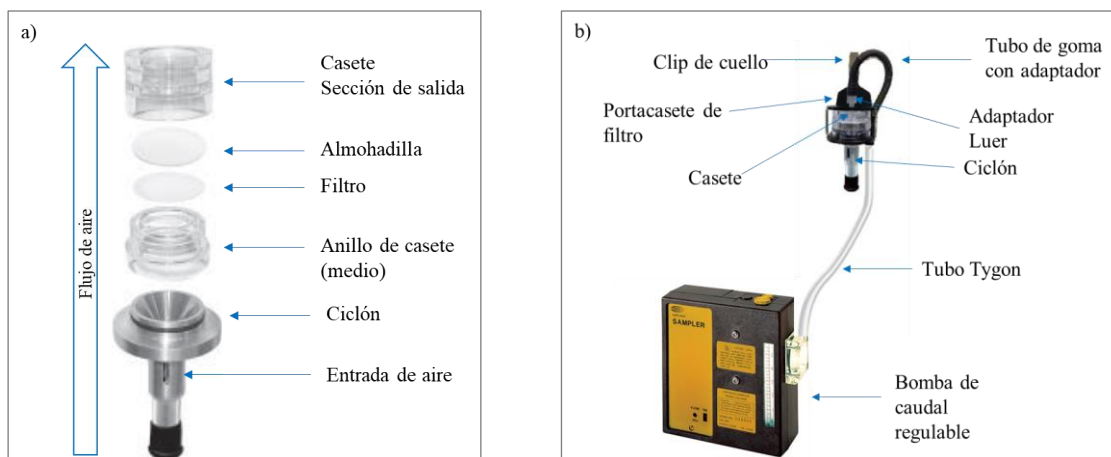 a)
Casete
Sección de salida
Almohadilla
Filtro
Anillo de casete
(medio)
Ciclón
Entrada de aire
Flujo de aire
b)
Clip de cuello
Tubo de goma
con adaptador
Portacasete de
filtro
Adaptador
Luer
Casete
Ciclón
Tubo Tygon
SAMPLER
Bomba de
caudal
regulable